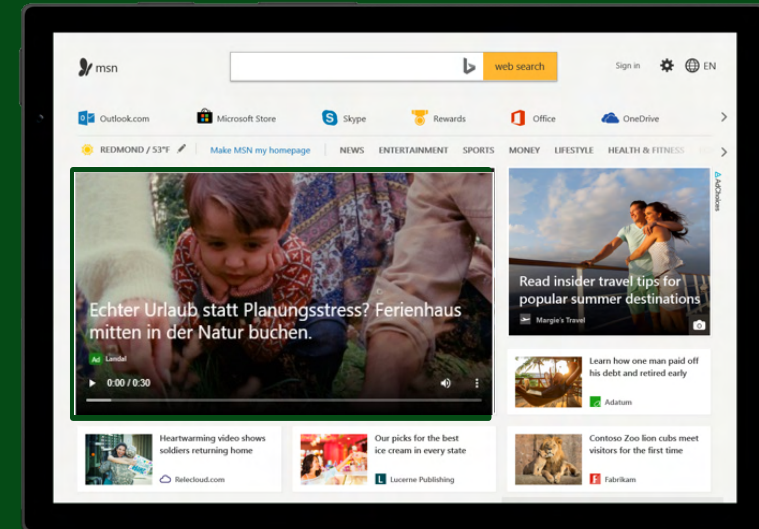 msn
web search
Sign in
EN
Outlook.com
Microsoft Store
Skype
Rewards
Office
OneDrive
REDMOND / 53°F
Make MSN my homepage
NEWS ENTERTAINMENT SPORTS MONEY LIFESTYLE HEALTH & FITNESS
AdChoices
Echter Urlaub statt Planungsstress? Ferienhaus
mitten in der Natur buchen.
Ad Landal
0:00 / 0:30
Read insider travel tips for
popular summer destinations
Margie's Travel
Learn how one man paid off
his debt and retired early
Adatum
Heartwarming video shows
soldiers returning home
Relecloud.com
Our picks for the best
ice cream in every state
L Lucerne Publishing
Contoso Zoo lion cubs meet
visitors for the first time
Fabrikam